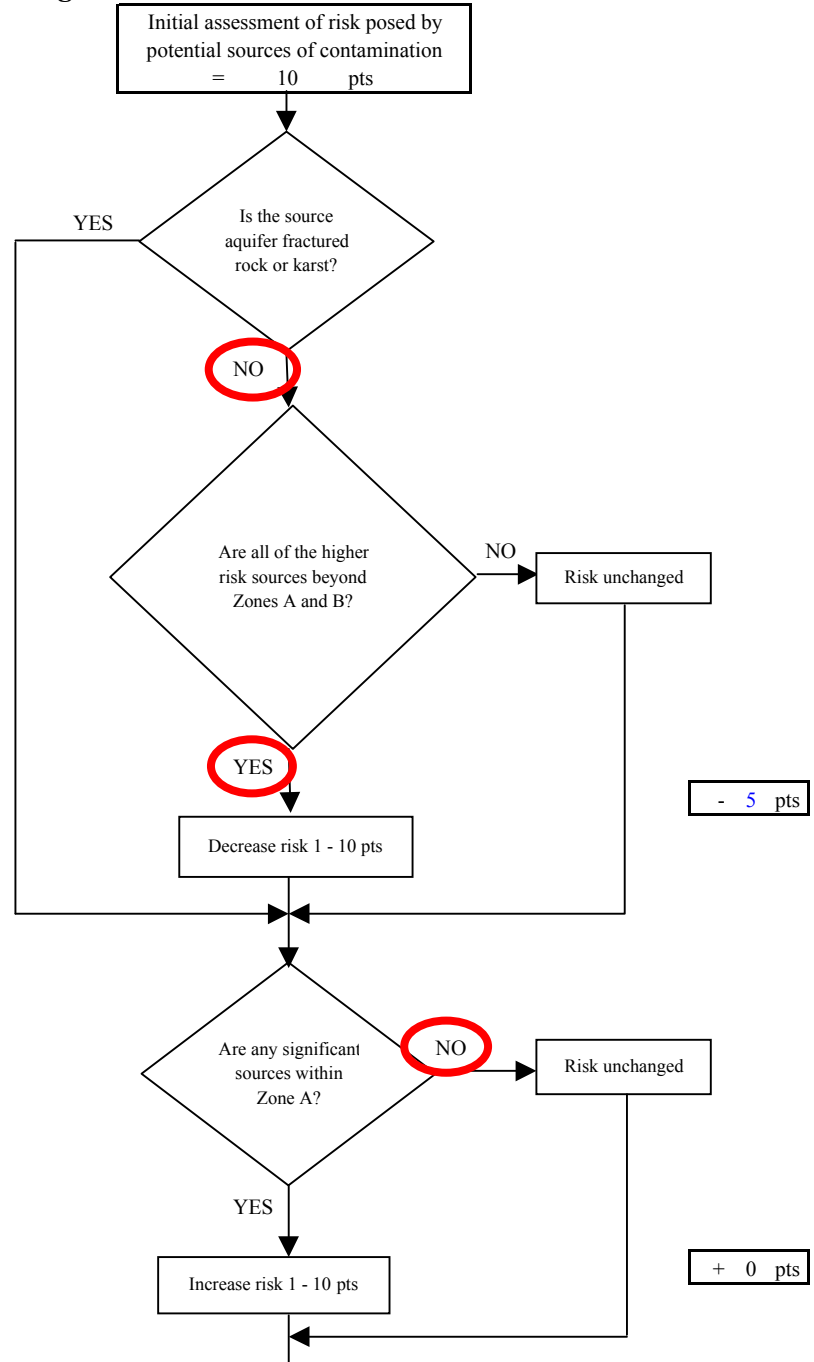 Initial assessment of risk posed by
potential sources of contamination
= 10 pts
YES
Is the source
aquifer fractured
rock or karst?
NO
Are all of the higher
risk sources beyond
Zones A and B?
NO
Risk unchanged
YES
- 5 pts
Decrease risk 1 - 10 pts
Are any significant
sources within
Zone A?
NO
Risk unchanged
YES
+ 0 pts
Increase risk 1 - 10 pts